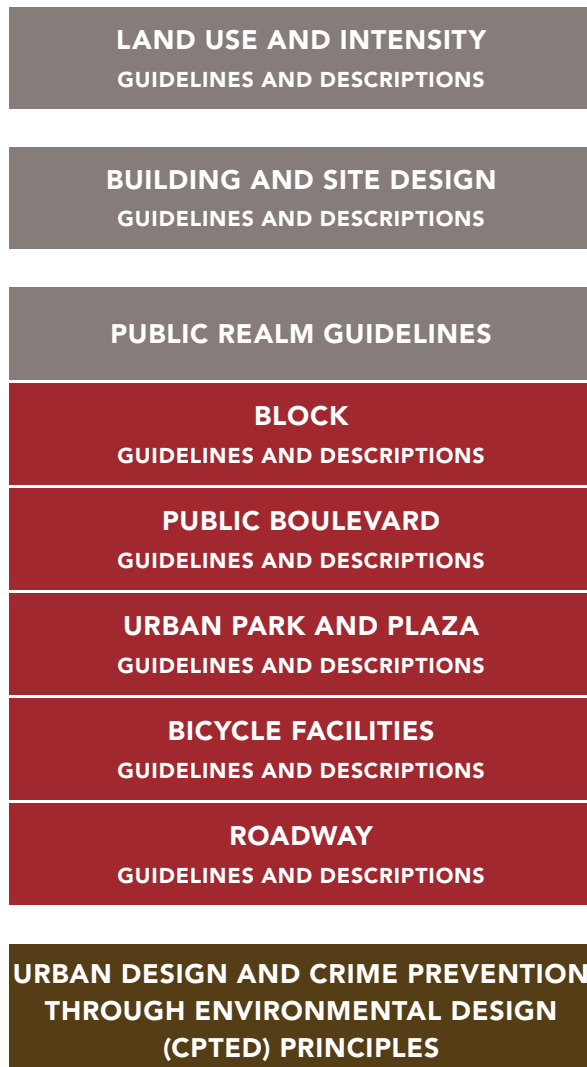 LAND USE AND INTENSITY
GUIDELINES AND DESCRIPTIONS
BUILDING AND SITE DESIGN
GUIDELINES AND DESCRIPTIONS
PUBLIC REALM GUIDELINES
BLOCK
GUIDELINES AND DESCRIPTIONS
PUBLIC BOULEVARD
GUIDELINES AND DESCRIPTIONS
URBAN PARK AND PLAZA
GUIDELINES AND DESCRIPTIONS
BICYCLE FACILITIES
GUIDELINES AND DESCRIPTIONS
ROADWAY
GUIDELINES AND DESCRIPTIONS
URBAN DESIGN AND CRIME PREVENTION
THROUGH ENVIRONMENTAL DESIGN
(CPTED) PRINCIPLES